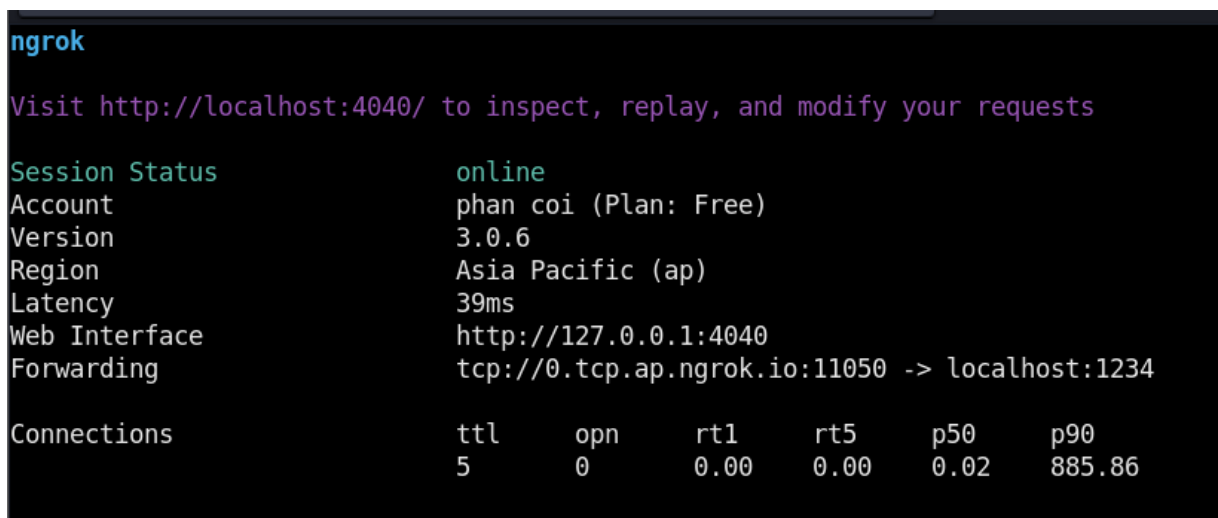 ngrok
Visit http://localhost:4040/ to inspect, replay, and modify your requests
Session Status online
Account phan coi (Plan: Free)
Version 3.0.6
Region Asia Pacific (ap)
Latency 39ms
Web Interface http://127.0.0.1:4040
Forwarding tcp://0.tcp.ap.ngrok.io:11050 -> localhost:1234
Connections ttl opn rt1 rt5 p50 p90
5 0 0.00 0.00 0.02 885.86